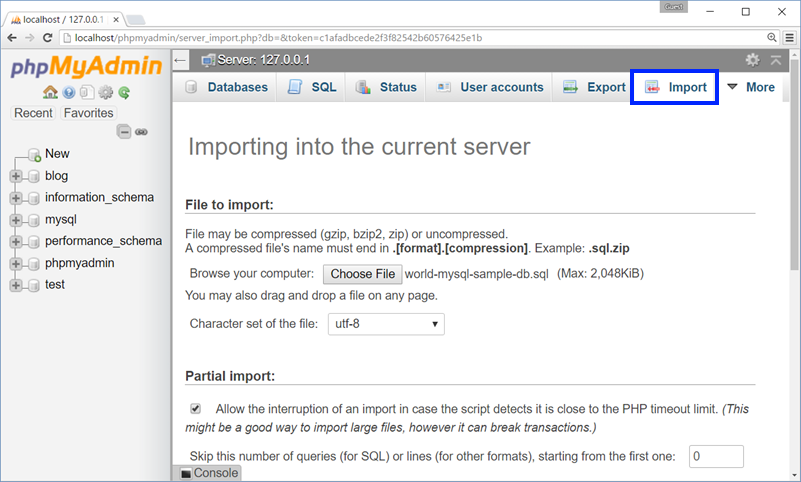 Guest
localhost / 127.0.0.1
localhost/phpmyadmin/server_import.php?db=&token=c1afadbcede2f3f82542b60576425e1b
phpMyAdmin
Recent Favorites
New
blog
information_schema
mysql
performance_schema
phpmyadmin
test
Server: 127.0.0.1
Databases SQL Status User accounts Export Import More
Importing into the current server
File to import:
File may be compressed (gzip, bzip2, zip) or uncompressed.
A compressed file's name must end in .[format].[compression]. Example: .sql.zip
Browse your computer: Choose File world-mysql-sample-db.sql (Max: 2,048KiB)
You may also drag and drop a file on any page.
Character set of the file: utf-8
Partial import:
Allow the interruption of an import in case the script detects it is close to the PHP timeout limit. (This
might be a good way to import large files, however it can break transactions.)
Skip this number of queries (for SQL) or lines (for other formats), starting from the first one: 0
Console